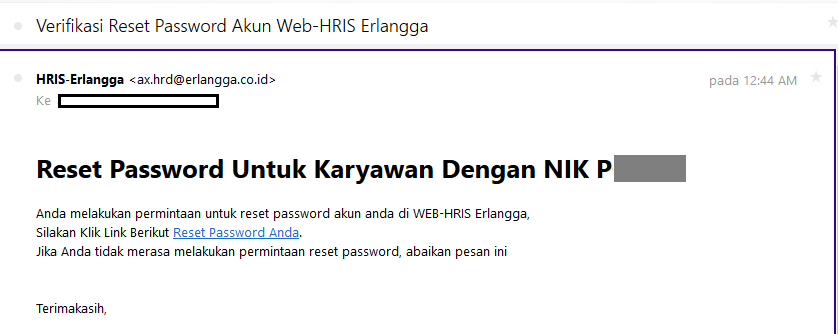 Verifikasi Reset Password Akun Web-HRIS Erlangga
HRIS-Erlangga <ax.hrd@erlangga.co.id>
pada 12:44 AM
Ke
Reset Password Untuk Karyawan Dengan NIK P
Anda melakukan permintaan untuk reset password akun anda di WEB-HRIS Erlangga,
Silakan Klik Link Berikut Reset Password Anda.
Jika Anda tidak merasa melakukan permintaan reset password, abaikan pesan ini
Terimakasih,